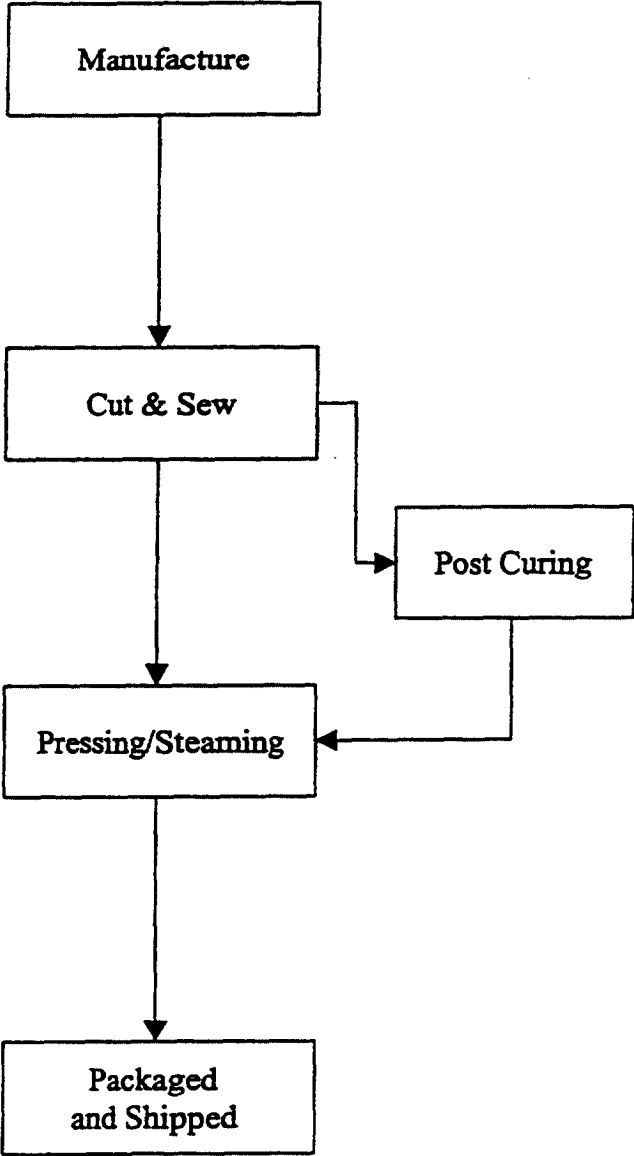 Manufacture
Cut & Sew
Post Curing
Pressing/Steaming
Packaged
and Shipped